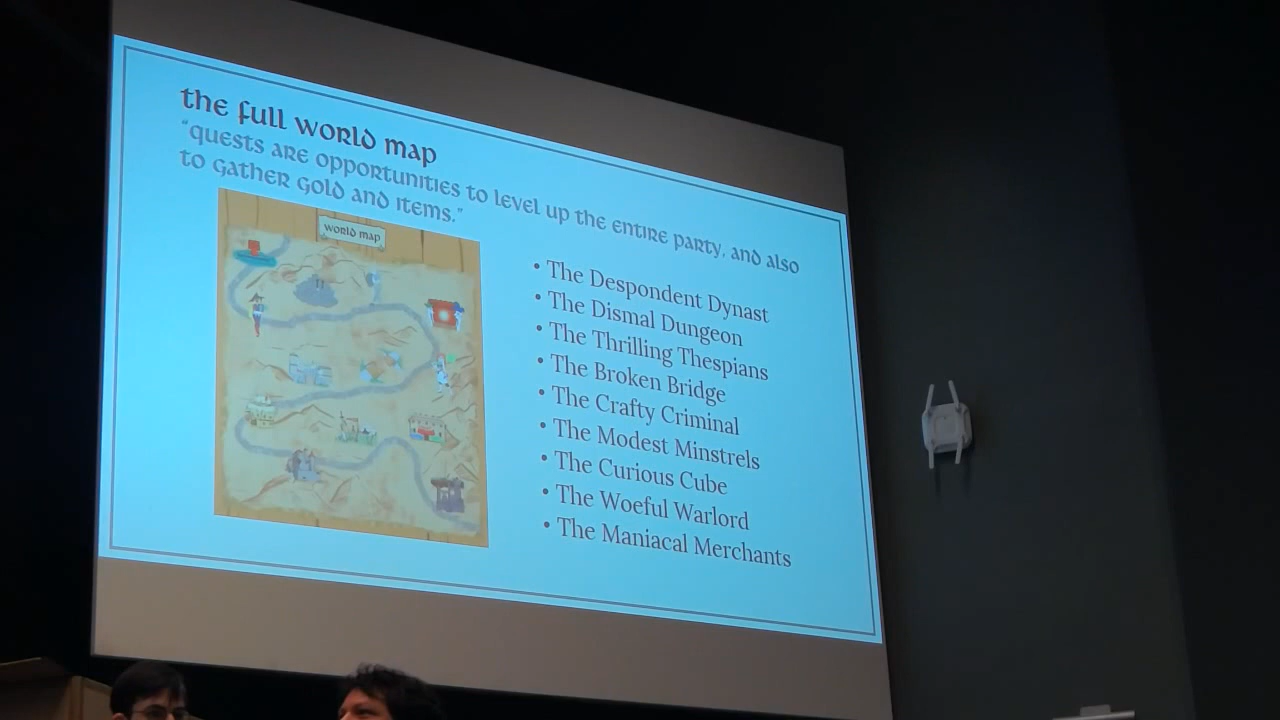 the full world map
"quests are opportunities to level up the entire party, and also
to gather gold and items."
world map
• The Despondent Dynast
• The Dismal Dungeon
• The Thrilling Thespians
• The Broken Bridge
• The Crafty Criminal
• The Modest Minstrels
• The Curious Cube
• The Woeful Warlord
• The Maniacal Merchants